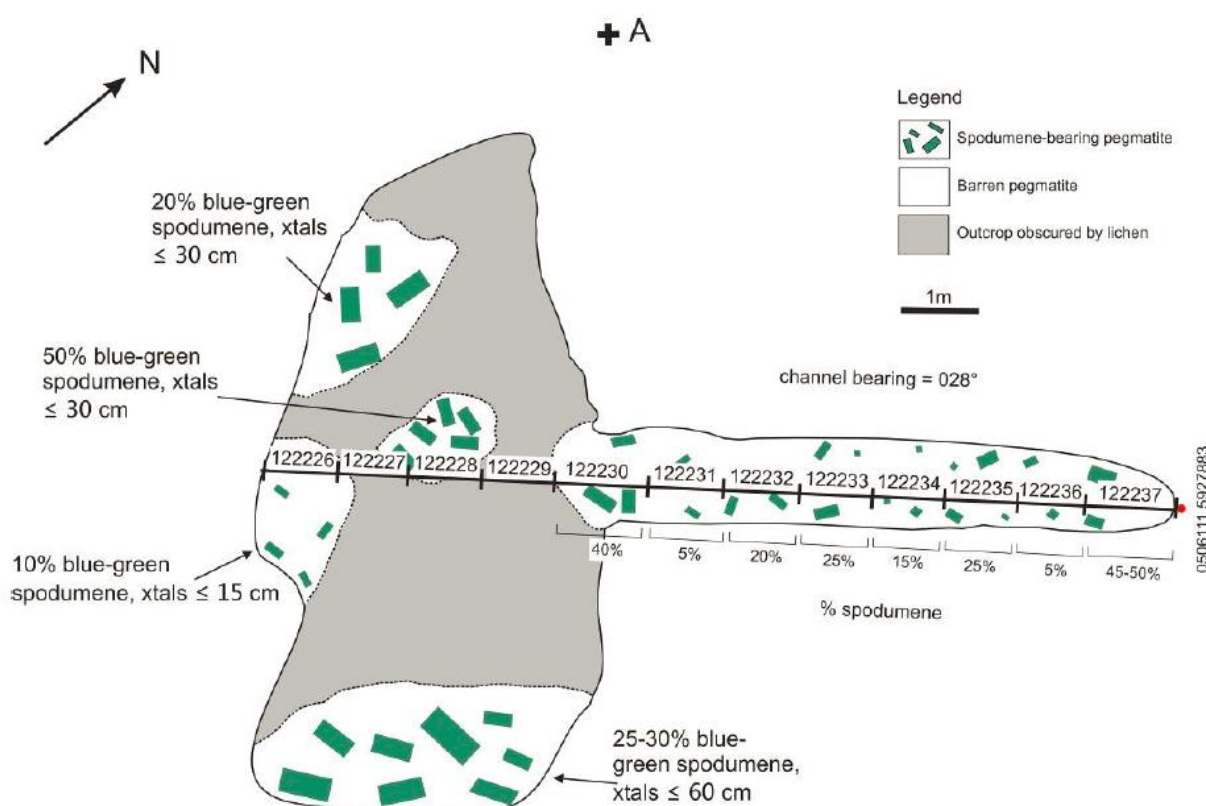 A
N
Legend
Spodumene-bearing pegmatite
Barren pegmatite
Outcrop obscured by lichen
1m
20% blue-green
spodumene, xtals
≤ 30 cm
50% blue-green
spodumene, xtals
≤ 30 cm
channel bearing = 028°
122226
122227
122228
122229
122230
122231
122232
122233
122234
122235
122236
122237
0506111 5927883
40%
5%
20%
25%
15%
25%
5%
45-50%
% spodumene
10% blue-green
spodumene, xtals ≤ 15 cm
25-30% blue-
green spodumene,
xtals ≤ 60 cm